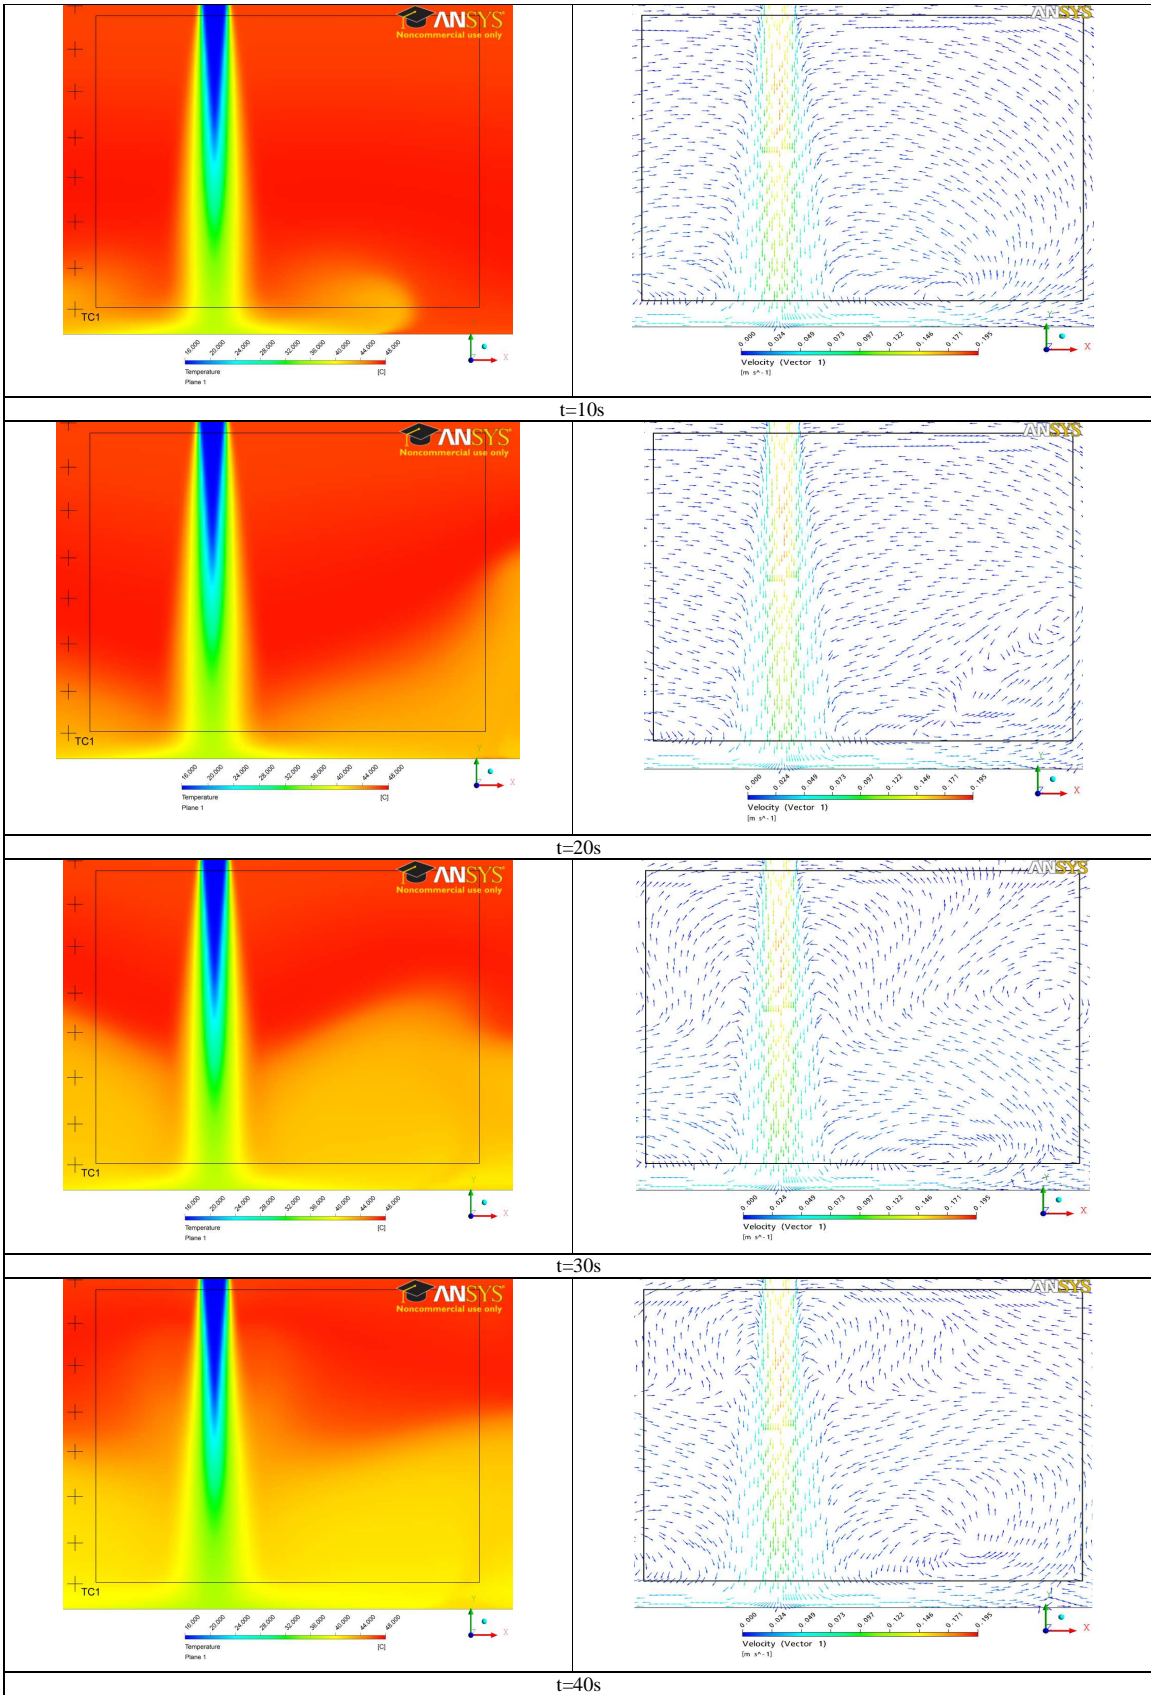 ANSYS®
Noncommercial use only
TC1
16.000 20.000 24.000 28.000 32.000 36.000 40.000 44.000 48.000
Temperature [C]
Plane 1
X
ANSYS
0.000 0.024 0.049 0.073 0.097 0.122 0.146 0.171 0.195
Velocity (Vector 1)
[m s^-1]
Y
X
t=10s
ANSYS®
Noncommercial use only
TC1
16.000 20.000 24.000 28.000 32.000 36.000 40.000 44.000 48.000
Temperature [C]
Plane 1
Y
X
ANSYS
0.000 0.024 0.049 0.073 0.097 0.122 0.146 0.171 0.195
Velocity (Vector 1)
[m s^-1]
X
t=20s
ANSYS®
Noncommercial use only
TC1
16.000 20.000 24.000 28.000 32.000 36.000 40.000 44.000 48.000
Temperature [C]
Plane 1
X
ANSYS
0.000 0.024 0.049 0.073 0.097 0.122 0.146 0.171 0.195
Velocity (Vector 1)
[m s^-1]
X
t=30s
ANSYS®
Noncommercial use only
TC1
16.000 20.000 24.000 28.000 32.000 36.000 40.000 44.000 48.000
Temperature [C]
Plane 1
X
ANSYS
0.000 0.024 0.049 0.073 0.097 0.122 0.146 0.171 0.195
Velocity (Vector 1)
[m s^-1]
X
t=40s